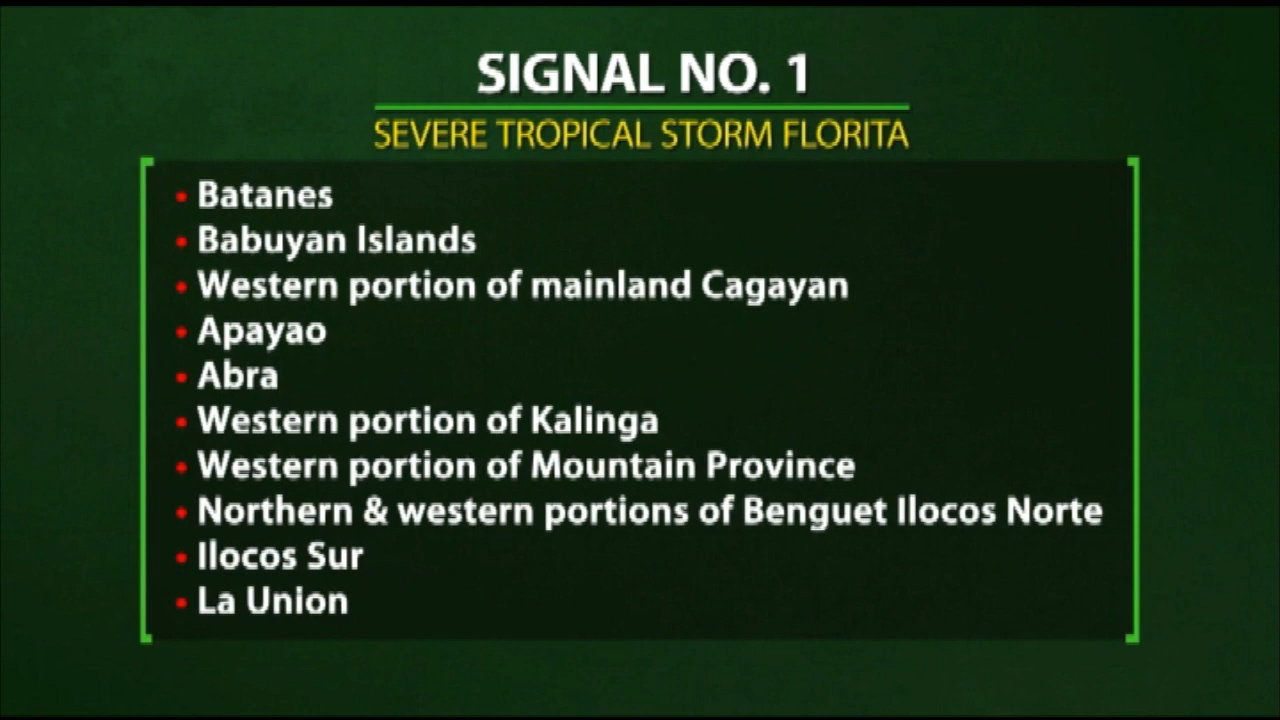 SIGNAL NO. 1
SEVERE TROPICAL STORM FLORITA
• Batanes
• Babuyan Islands
• Western portion of mainland Cagayan
• Apayao
• Abra
• Western portion of Kalinga
• Western portion of Mountain Province
• Northern & western portions of Benguet Ilocos Norte
• Ilocos Sur
• La Union